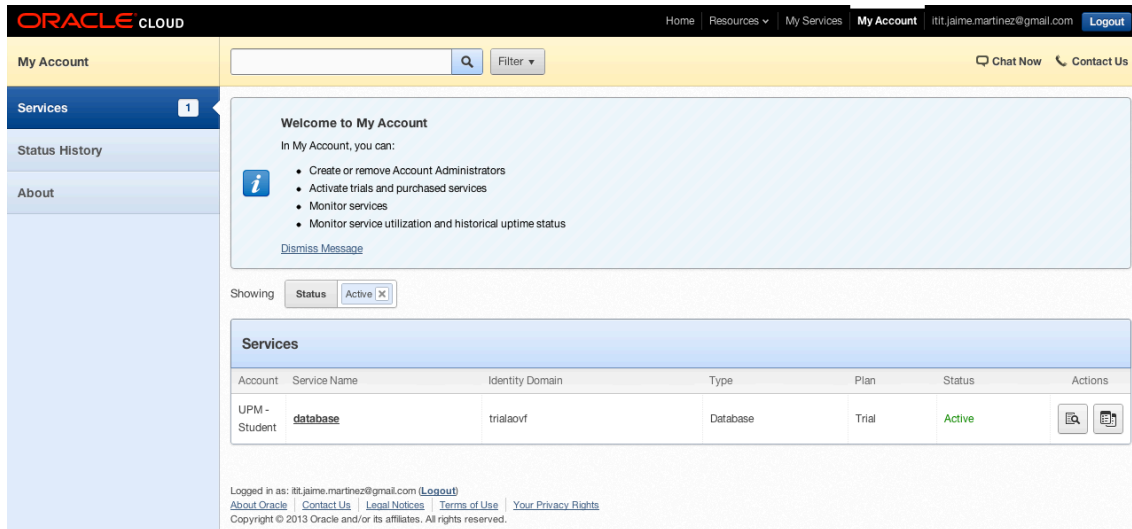 ORACLE CLOUD
Home Resources My Services My Account itit.jaime.martinez@gmail.com Logout
My Account
Filter
Chat Now Contact Us
Services 1
Status History
About
Welcome to My Account
In My Account, you can:
• Create or remove Account Administrators
• Activate trials and purchased services
• Monitor services
• Monitor service utilization and historical uptime status
Dismiss Message
Showing Status Active
Services
Account Service Name Identity Domain Type Plan Status Actions
UPM -
Student
database trialaovf Database Trial Active
Logged in as: itit.jaime.martinez@gmail.com (Logout)
About Oracle Contact Us Legal Notices Terms of Use Your Privacy Rights
Copyright © 2013 Oracle and/or its affiliates. All rights reserved.